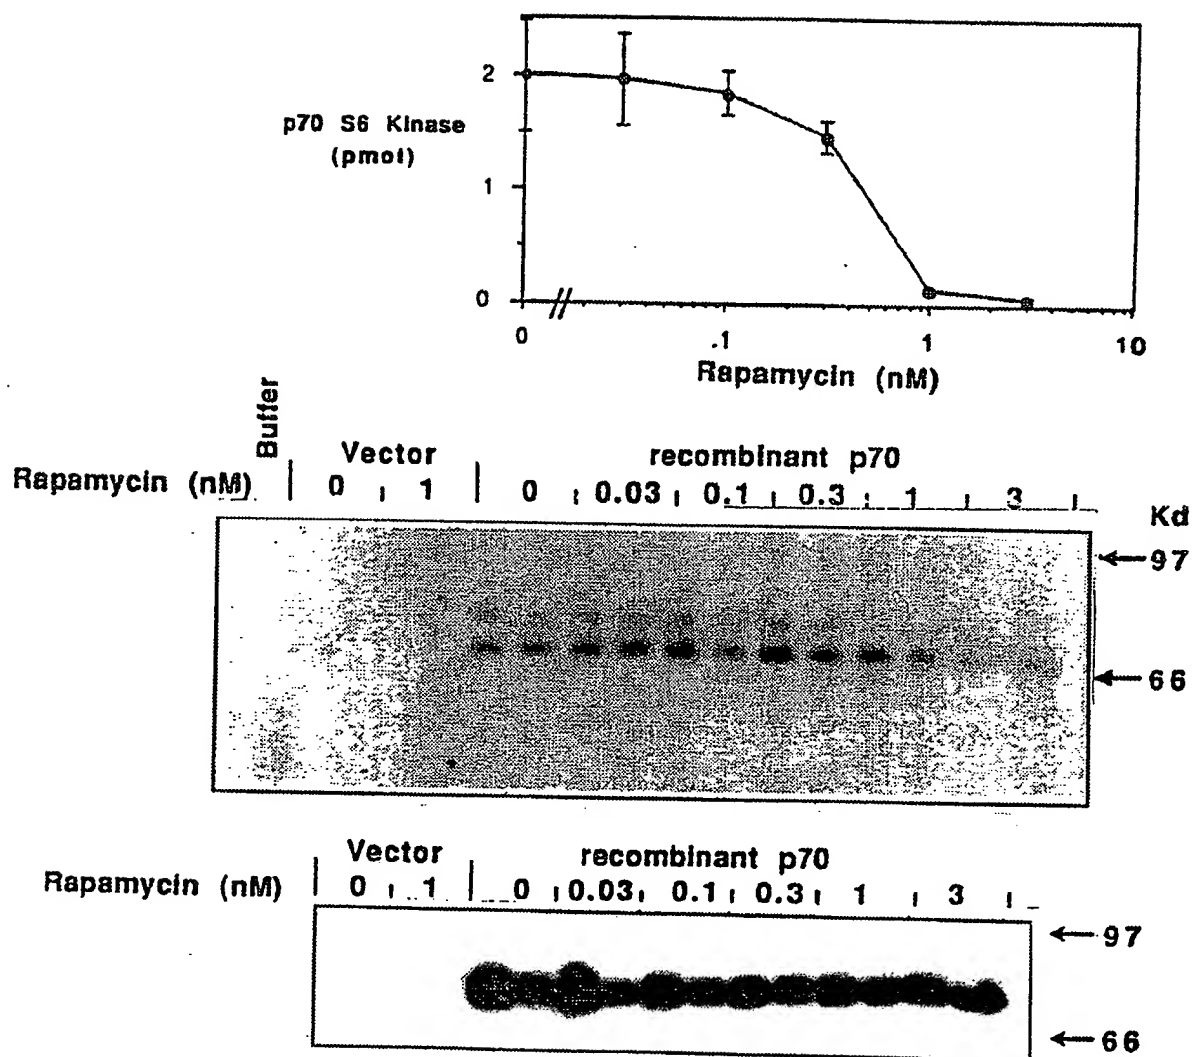 2
p70 S6 Kinase
(pmol)
1
0
0 .1 1 10
Rapamycin (nM)
Buffer
Vector recombinant p70
Rapamycin (nM) 0 1 0 0.03 0.1 0.3 1 3
Kd
97
66
Vector recombinant p70
Rapamycin (nM) 0 1 0 0.03 0.1 0.3 1 3
97
66